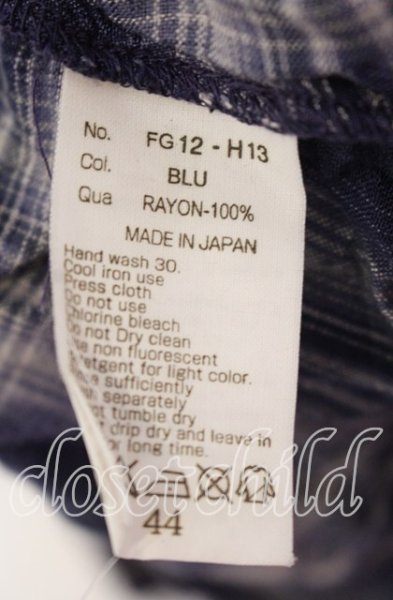 No. FG12-H13
Col. BLU
Qua RAYON-100%
MADE IN JAPAN
Hand wash 30.
Cool iron use
Press cloth
Do not use
Chlorine bleach
Do not Dry clean
non fluorescent
for light color.
sufficiently
separately
tumble dry
drip dry and leave in
or long time.
closet child
44